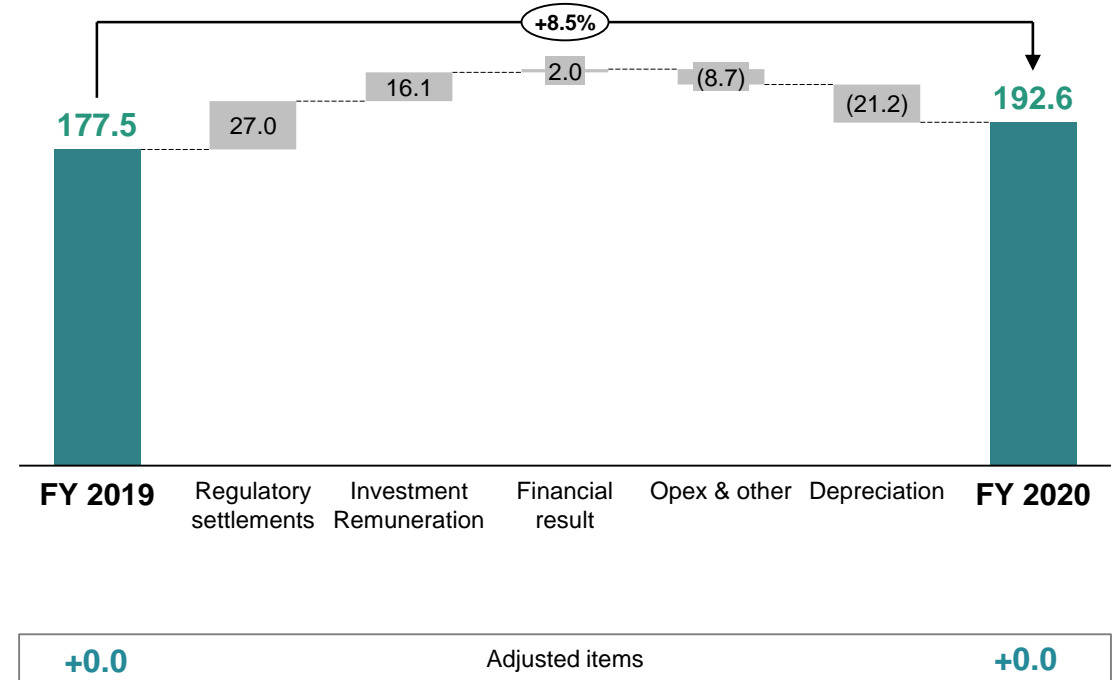 +8.5%
177.5
27.0
16.1
2.0
(8.7)
(21.2)
192.6
FY 2019
Regulatory
settlements
Investment
Remuneration
Financial
result
Opex & other
Depreciation
FY 2020
+0.0
Adjusted items
+0.0